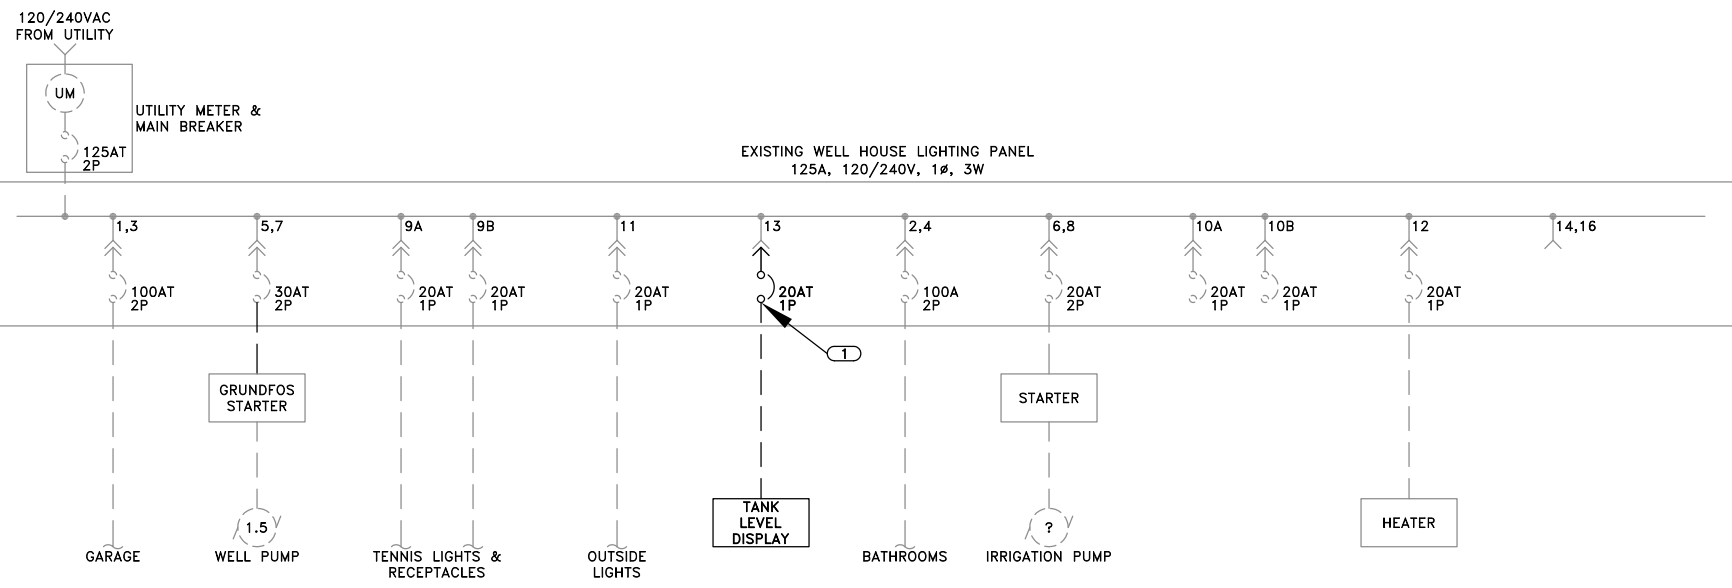 120/240VAC
FROM UTILITY
UM
UTILITY METER &
MAIN BREAKER
125AT
2P
EXISTING WELL HOUSE LIGHTING PANEL
125A, 120/240V, 1ø, 3W
1,3
5,7
9A
9B
11
13
2,4
6,8
10A
10B
12
14,16
100AT
2P
30AT
2P
20AT
1P
20AT
1P
20AT
1P
20AT
1P
100A
2P
20AT
2P
20AT
1P
20AT
1P
20AT
1P
1
GRUNDFOS
STARTER
STARTER
1.5
TANK
LEVEL
DISPLAY
?
HEATER
GARAGE
WELL PUMP
TENNIS LIGHTS &
RECEPTACLES
OUTSIDE
LIGHTS
BATHROOMS
IRRIGATION PUMP